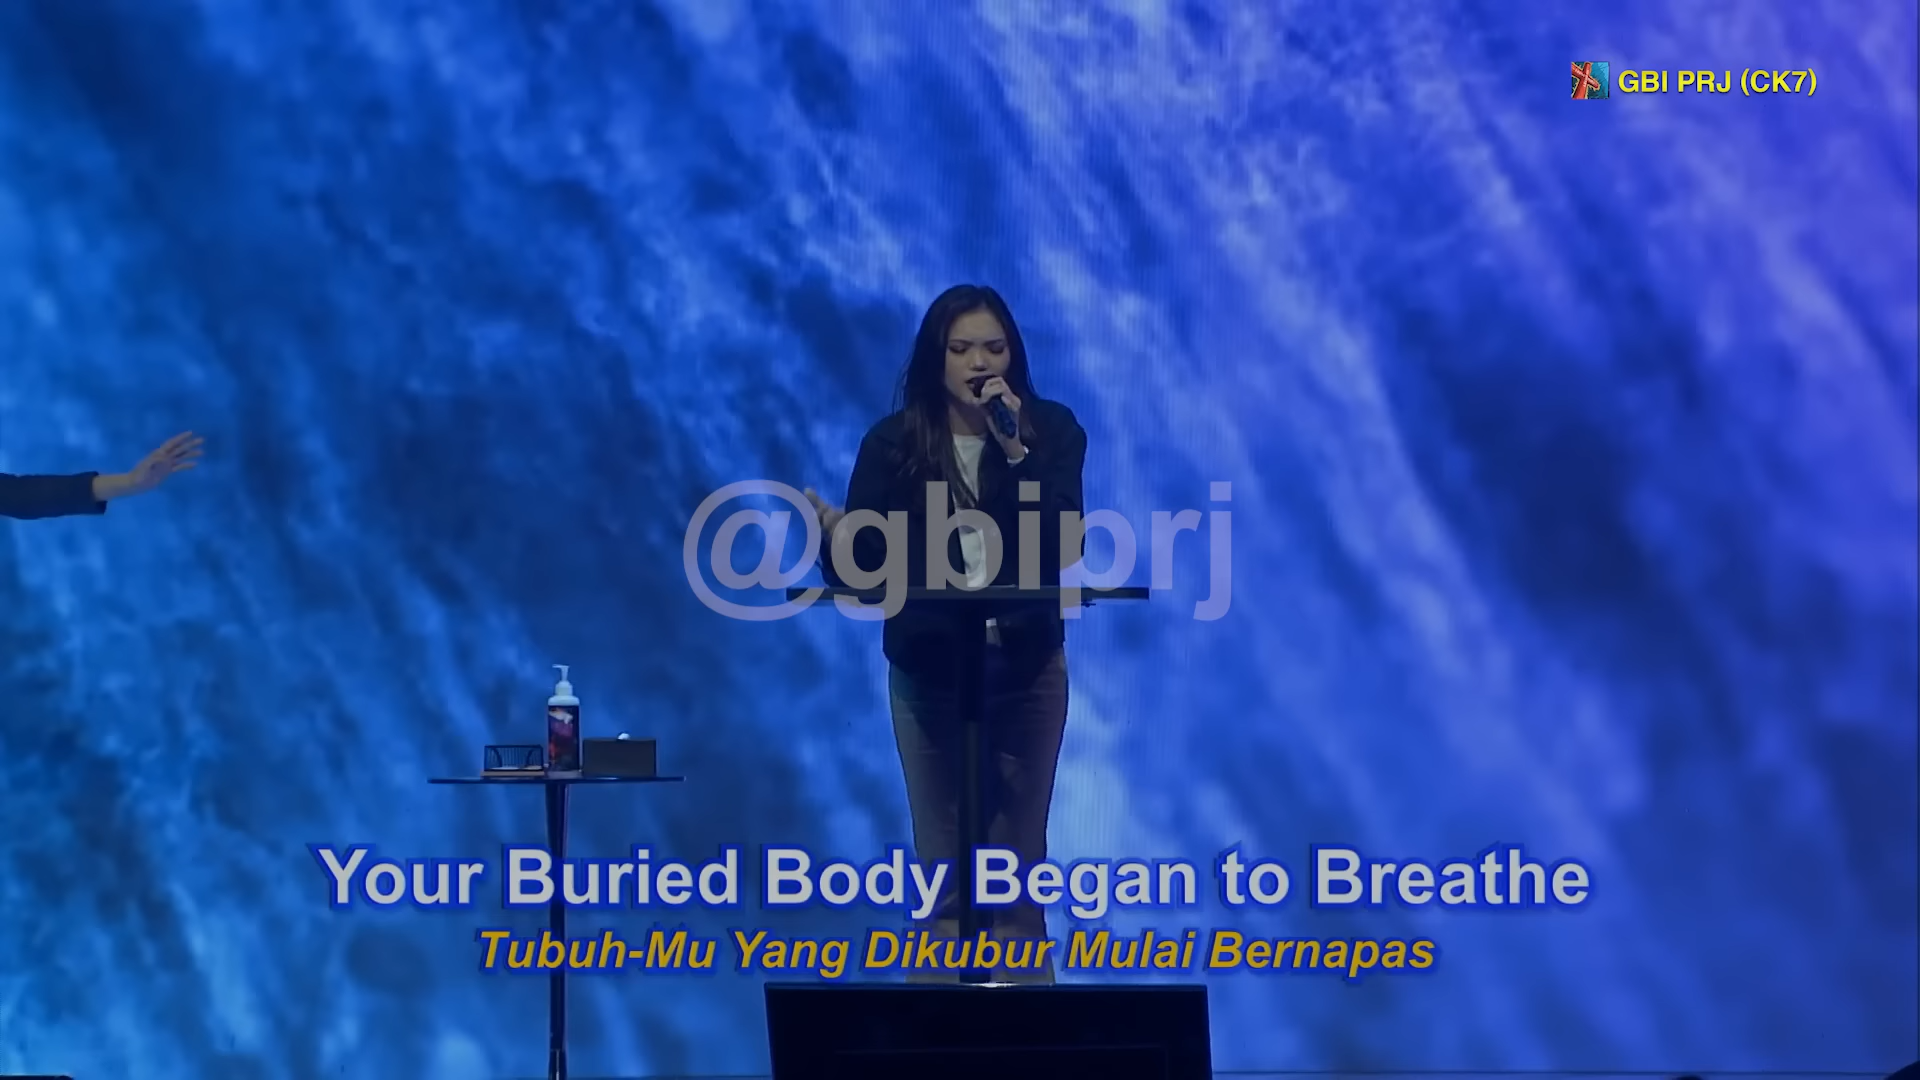 GBI PRJ (CK7)
@gbiprj
Your Buried Body Began to Breathe
Tubuh-Mu Yang Dikubur Mulai Bernapas